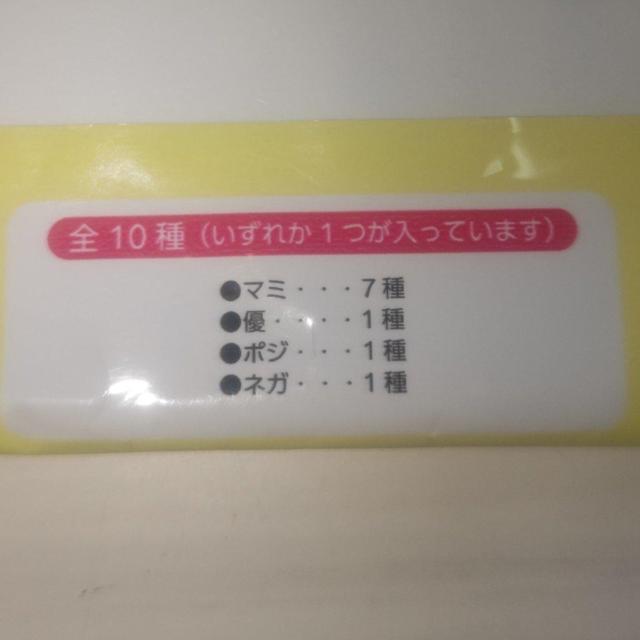 全10種（いずれか1つが入っています）
●マミ・・・7種
●優・・・・1種
●ポジ・・・1種
●ネガ・・・1種